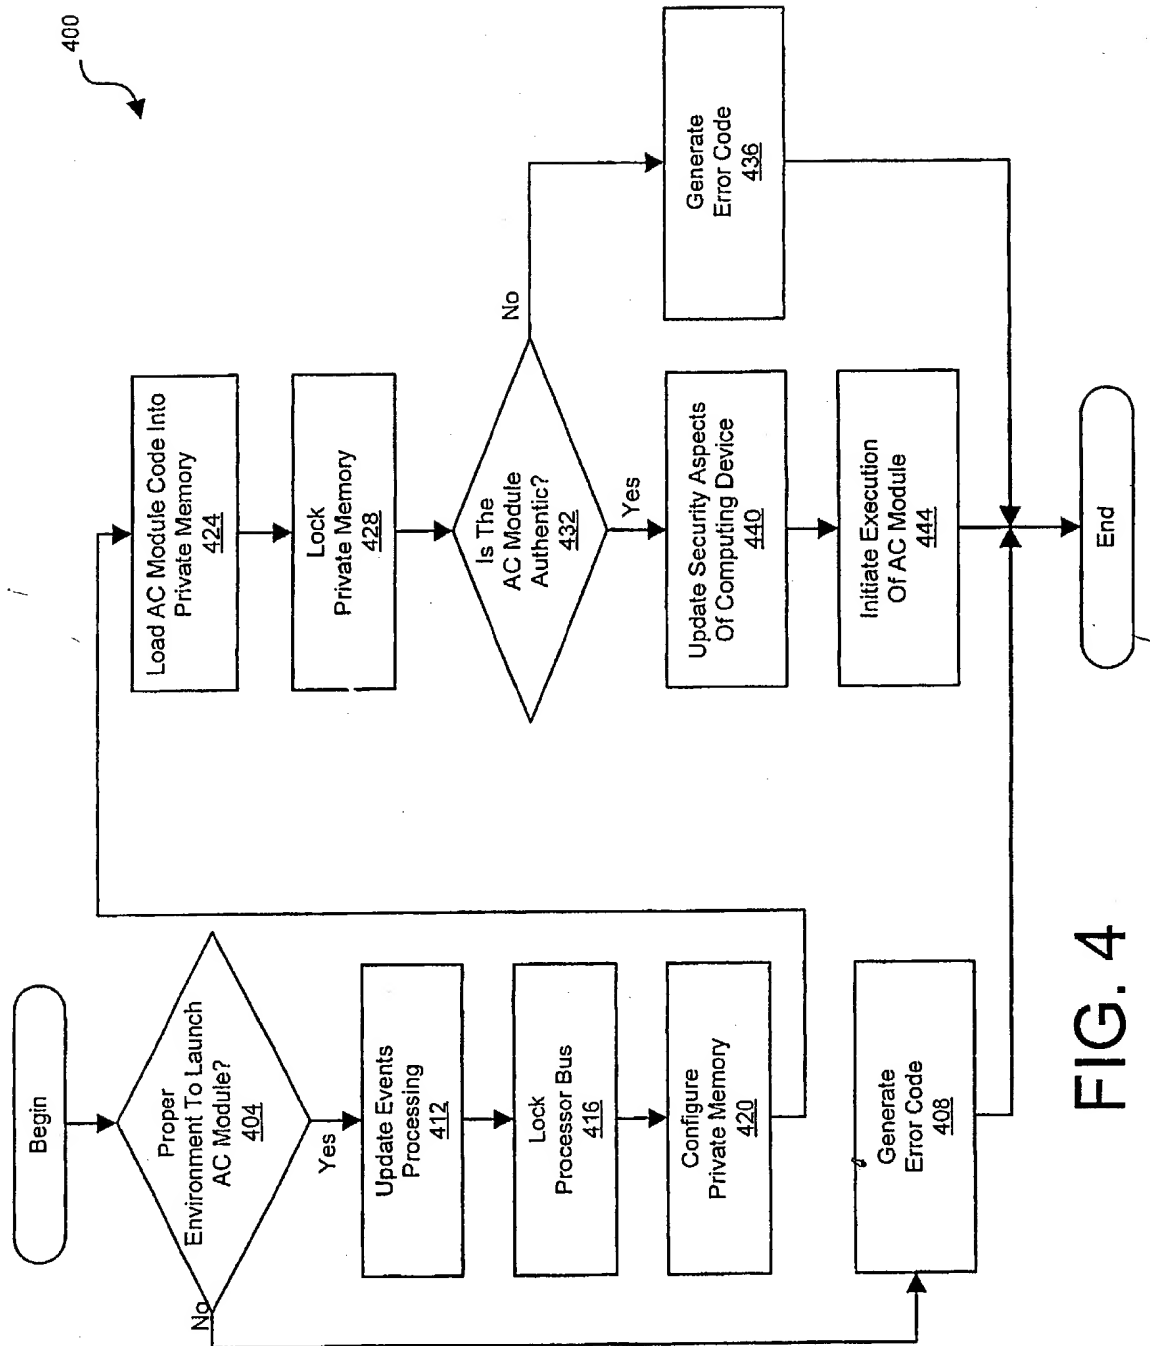 400
Begin
Proper
Environment To Launch
AC Module?
404
No
Yes
Update Events
Processing
412
Lock
Processor Bus
416
Configure
Private Memory
420
Generate
Error Code
408
Load AC Module Code Into
Private Memory
424
Lock
Private Memory
428
Is The
AC Module
Authentic?
432
No
Yes
Generate
Error Code
436
Update Security Aspects
Of Computing Device
440
Initiate Execution
Of AC Module
444
End
FIG. 4